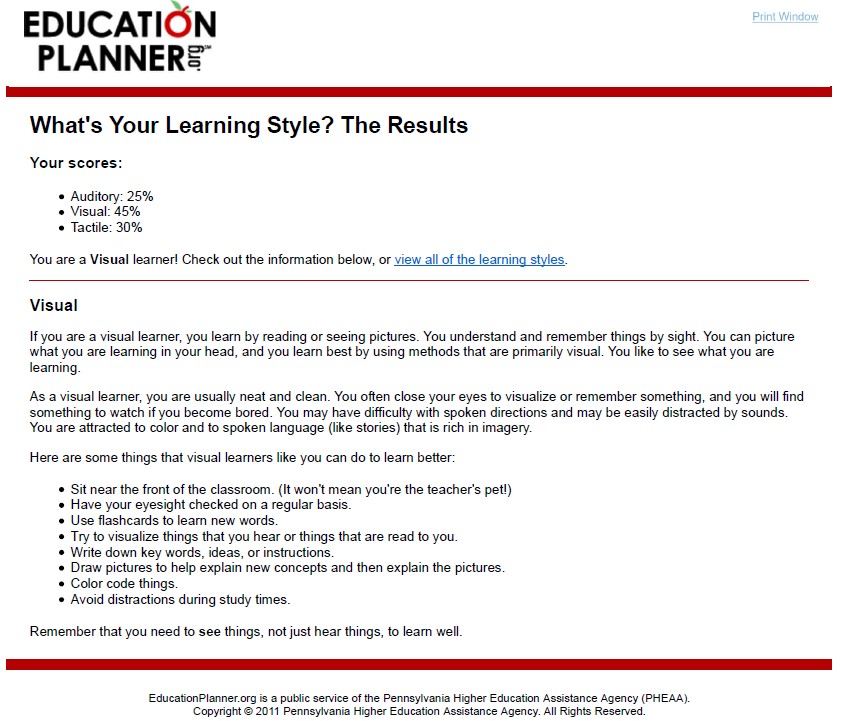 EDUCATION
PLANNER.org℠
Print Window
What's Your Learning Style? The Results
Your scores:
• Auditory: 25%
• Visual: 45%
• Tactile: 30%
You are a Visual learner! Check out the information below, or view all of the learning styles.
Visual
If you are a visual learner, you learn by reading or seeing pictures. You understand and remember things by sight. You can picture
what you are learning in your head, and you learn best by using methods that are primarily visual. You like to see what you are
learning.
As a visual learner, you are usually neat and clean. You often close your eyes to visualize or remember something, and you will find
something to watch if you become bored. You may have difficulty with spoken directions and may be easily distracted by sounds.
You are attracted to color and to spoken language (like stories) that is rich in imagery.
Here are some things that visual learners like you can do to learn better:
• Sit near the front of the classroom. (It won't mean you're the teacher's pet!)
• Have your eyesight checked on a regular basis.
• Use flashcards to learn new words.
• Try to visualize things that you hear or things that are read to you.
• Write down key words, ideas, or instructions.
• Draw pictures to help explain new concepts and then explain the pictures.
• Color code things.
• Avoid distractions during study times.
Remember that you need to see things, not just hear things, to learn well.
EducationPlanner.org is a public service of the Pennsylvania Higher Education Assistance Agency (PHEAA).
Copyright © 2011 Pennsylvania Higher Education Assistance Agency. All Rights Reserved.